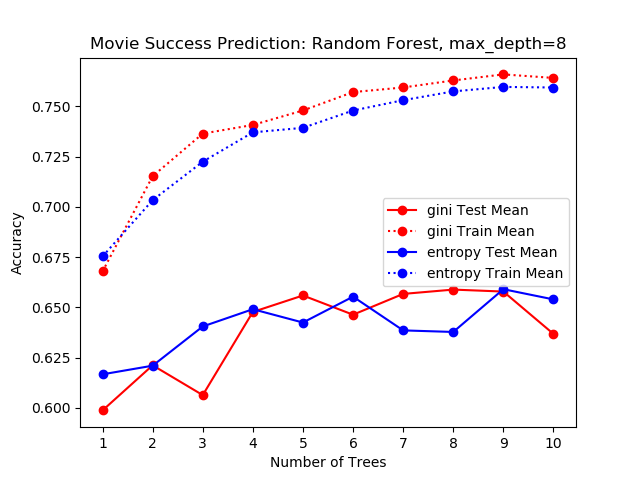 Movie Success Prediction: Random Forest, max_depth=8
Accuracy
0.750
0.725
0.700
0.675
0.650
0.625
0.600
gini Test Mean
gini Train Mean
entropy Test Mean
entropy Train Mean
1 2 3 4 5 6 7 8 9 10
Number of Trees